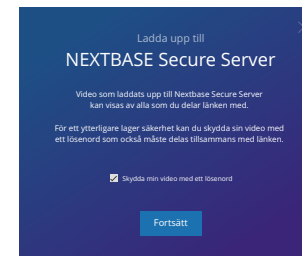 Ladda upp till
NEXTBASE Secure Server
Video som laddats upp till Nextbase Secure Server
kan visas av alla som du delar länken med.
För ett ytterligare lager säkerhet kan du skydda sin video med
ett lösenord som också måste delas tillsammans med länken.
Skydda min video med ett lösenord
Fortsätt